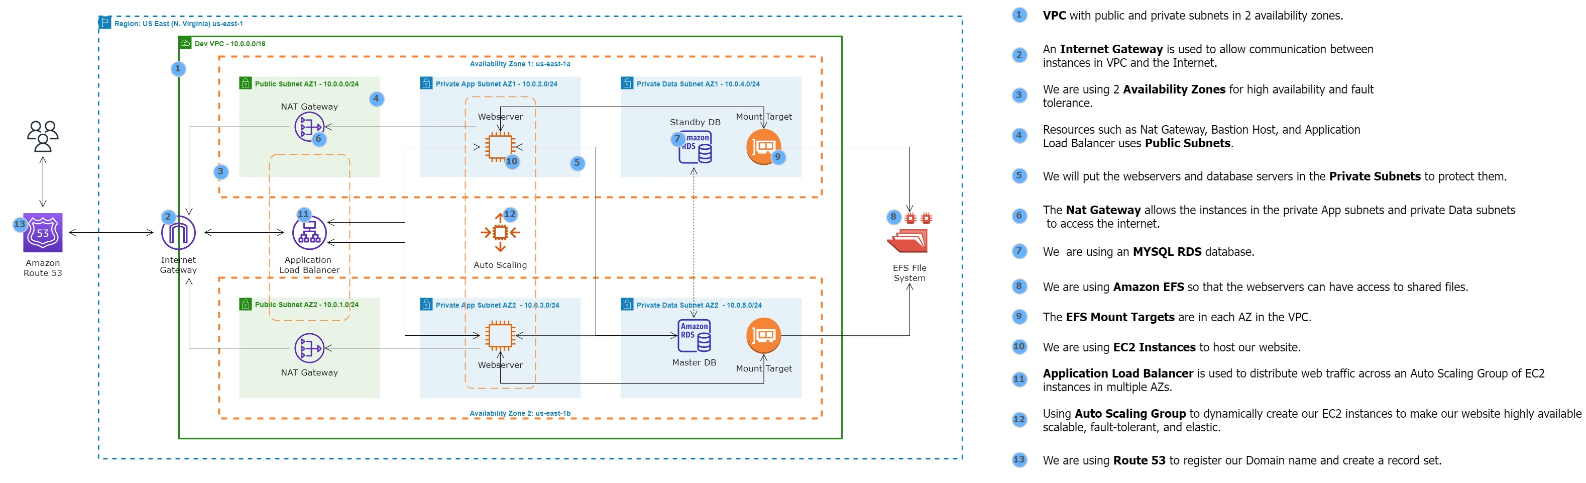 Region: US East (N. Virginia) us-east-1
Dev VPC - 10.0.0.0/16
1
Availability Zone 1: us-east-1a
Public Subnet AZ1 - 10.0.0.0/24
Private App Subnet AZ1 - 10.0.2.0/24
Private Data Subnet AZ1 - 10.0.4.0/24
4
NAT Gateway
6
Webserver
10
5
3
Standby DB
7
Amazon
RDS
Mount Target
9
13
53
Amazon
Route 53
2
Internet
Gateway
11
Application
Load Balancer
12
Auto Scaling
8
EFS File
System
Public Subnet AZ2 - 10.0.1.0/24
Private App Subnet AZ2 - 10.0.3.0/24
Private Data Subnet AZ2 - 10.0.5.0/24
NAT Gateway
Webserver
Amazon
RDS
Master DB
Mount Target
Availability Zone 2: us-east-1b
1 VPC with public and private subnets in 2 availability zones.
2 An Internet Gateway is used to allow communication between
instances in VPC and the Internet.
3 We are using 2 Availability Zones for high availability and fault
tolerance.
4 Resources such as Nat Gateway, Bastion Host, and Application
Load Balancer uses Public Subnets.
5 We will put the webservers and database servers in the Private Subnets to protect them.
6 The Nat Gateway allows the instances in the private App subnets and private Data subnets
to access the internet.
7 We are using an MYSQL RDS database.
8 We are using Amazon EFS so that the webservers can have access to shared files.
9 The EFS Mount Targets are in each AZ in the VPC.
10 We are using EC2 Instances to host our website.
11 Application Load Balancer is used to distribute web traffic across an Auto Scaling Group of EC2
instances in multiple AZs.
12 Using Auto Scaling Group to dynamically create our EC2 instances to make our website highly available
scalable, fault-tolerant, and elastic.
13 We are using Route 53 to register our Domain name and create a record set.